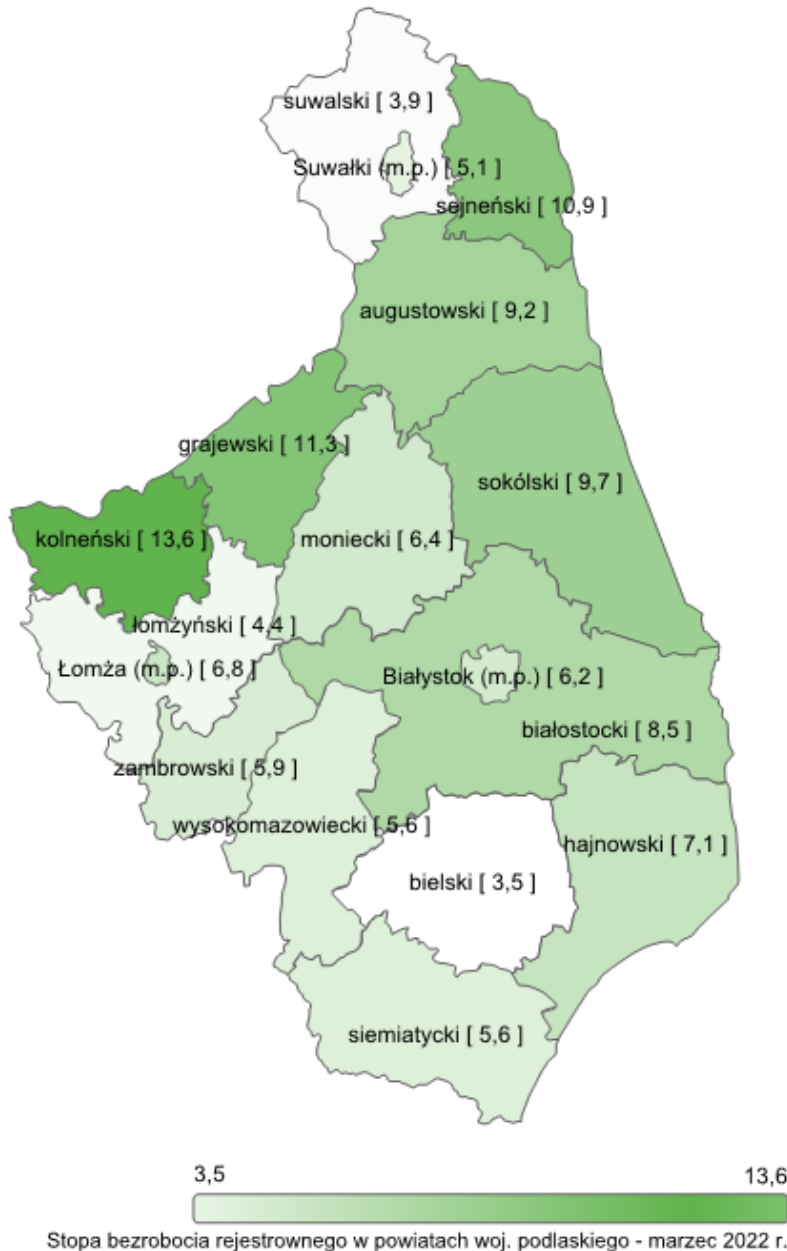 suwalski [ 3,9 ]
Suwałki (m.p.) [ 5,1 ]
sejneński [ 10,9 ]
augustowski [ 9,2 ]
grajewski [ 11,3 ]
sokólski [ 9,7 ]
kolneński [ 13,6 ]
moniecki [ 6,4 ]
łomżyński [ 4,4 ]
Łomża (m.p.) [ 6,8 ]
Białystok (m.p.) [ 6,2 ]
białostocki [ 8,5 ]
zambrowski [ 5,9 ]
wysokomazowiecki [ 5,6 ]
hajnowski [ 7,1 ]
bielski [ 3,5 ]
siemiatycki [ 5,6 ]
3,5 13,6
Stopa bezrobocia rejestrownego w powiatach woj. podlaskiego - marzec 2022 r.